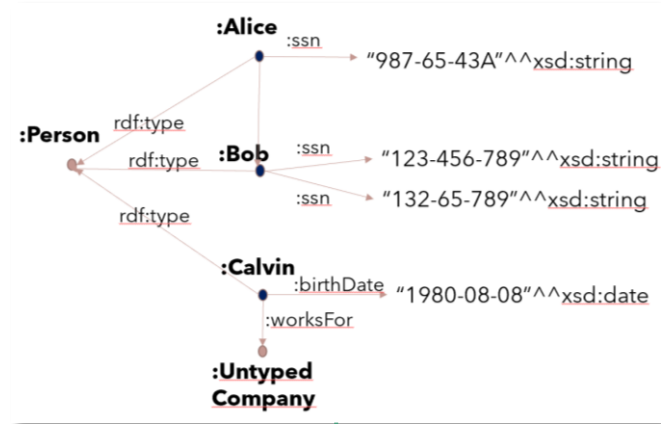 :Alice
:ssn
"987-65-43A"^^xsd:string
rdf:type
:Person
rdf:type
:Bob
:ssn
"123-456-789"^^xsd:string
:ssn
"132-65-789"^^xsd:string
rdf:type
:Calvin
:birthDate
"1980-08-08"^^xsd:date
:worksFor
:Untyped
Company